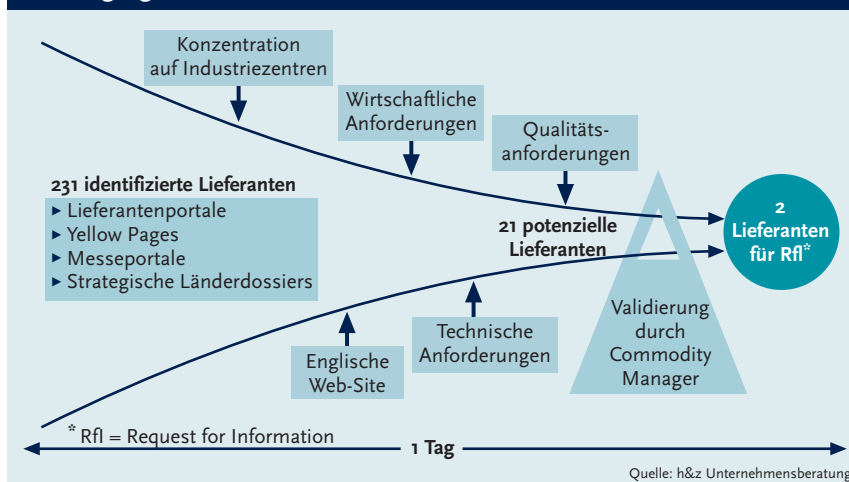 Konzentration
auf Industriezentren
Wirtschaftliche
Anforderungen
Qualitäts-
anforderungen
231 identifizierte Lieferanten
▸ Lieferantenportale
▸ Yellow Pages
▸ Messeportale
▸ Strategische Länderdossiers
21 potenzielle
Lieferanten
2
Lieferanten
für RfI*
Englische
Web-Site
Technische
Anforderungen
Validierung
durch
Commodity
Manager
* RfI = Request for Information
1 Tag
Quelle: h&z Unternehmensberatung